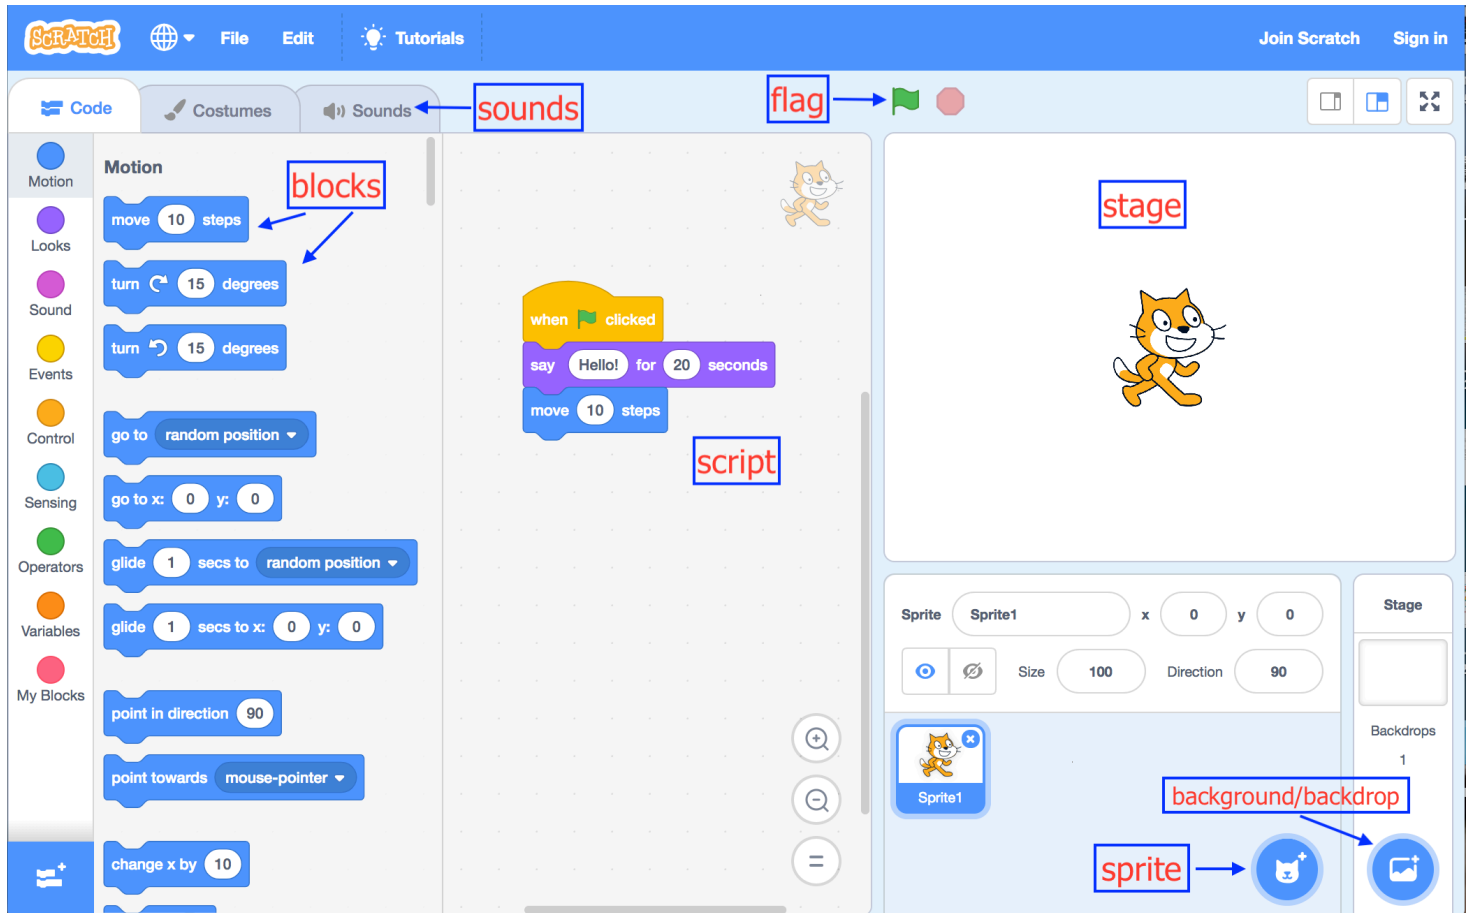 SCRATCH File Edit Tutorials Join Scratch Sign in
Code Costumes Sounds sounds flag
Motion
Looks
Sound
Events
Control
Sensing
Operators
Variables
My Blocks
Motion
blocks
move 10 steps
turn 15 degrees
turn 15 degrees
go to random position
go to x: 0 y: 0
glide 1 secs to random position
glide 1 secs to x: 0 y: 0
point in direction 90
point towards mouse-pointer
change x by 10
when clicked
say Hello! for 20 seconds
move 10 steps
script
stage
Sprite Sprite1 x 0 y 0
Size 100 Direction 90
Sprite1
Stage
Backdrops
1
background/backdrop
sprite